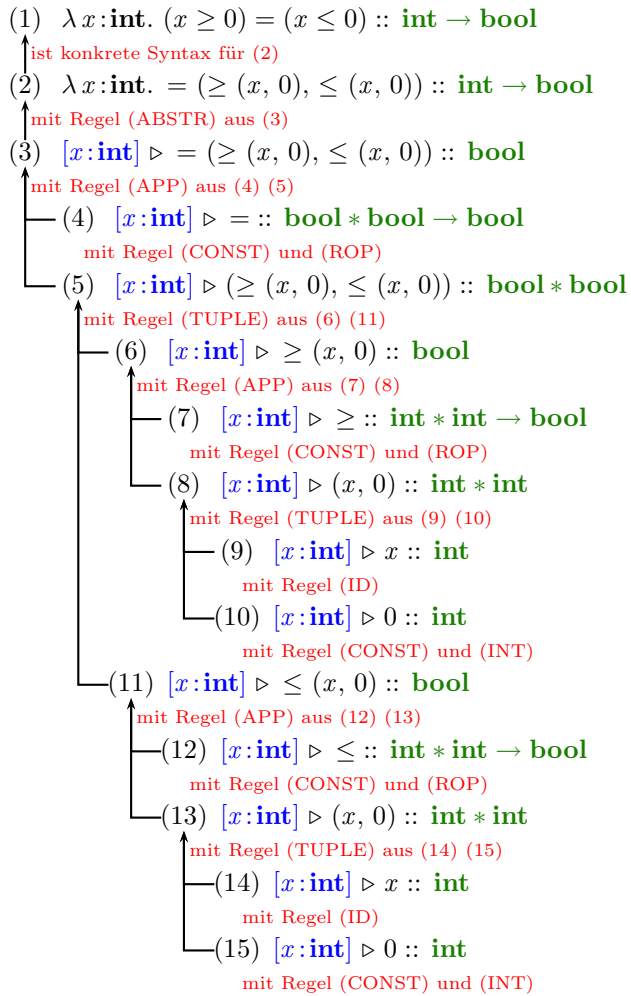 (1) λ x:int. (x ≥ 0) = (x ≤ 0) :: int → bool
ist konkrete Syntax für (2)
(2) λ x:int. = (≥ (x, 0), ≤ (x, 0)) :: int → bool
mit Regel (ABSTR) aus (3)
(3) [x:int] ▹ = (≥ (x, 0), ≤ (x, 0)) :: bool
mit Regel (APP) aus (4) (5)
(4) [x:int] ▹ = :: bool * bool → bool
mit Regel (CONST) und (ROP)
(5) [x:int] ▹ (≥ (x, 0), ≤ (x, 0)) :: bool * bool
mit Regel (TUPLE) aus (6) (11)
(6) [x:int] ▹ ≥ (x, 0) :: bool
mit Regel (APP) aus (7) (8)
(7) [x:int] ▹ ≥ :: int * int → bool
mit Regel (CONST) und (ROP)
(8) [x:int] ▹ (x, 0) :: int * int
mit Regel (TUPLE) aus (9) (10)
(9) [x:int] ▹ x :: int
mit Regel (ID)
(10) [x:int] ▹ 0 :: int
mit Regel (CONST) und (INT)
(11) [x:int] ▹ ≤ (x, 0) :: bool
mit Regel (APP) aus (12) (13)
(12) [x:int] ▹ ≤ :: int * int → bool
mit Regel (CONST) und (ROP)
(13) [x:int] ▹ (x, 0) :: int * int
mit Regel (TUPLE) aus (14) (15)
(14) [x:int] ▹ x :: int
mit Regel (ID)
(15) [x:int] ▹ 0 :: int
mit Regel (CONST) und (INT)